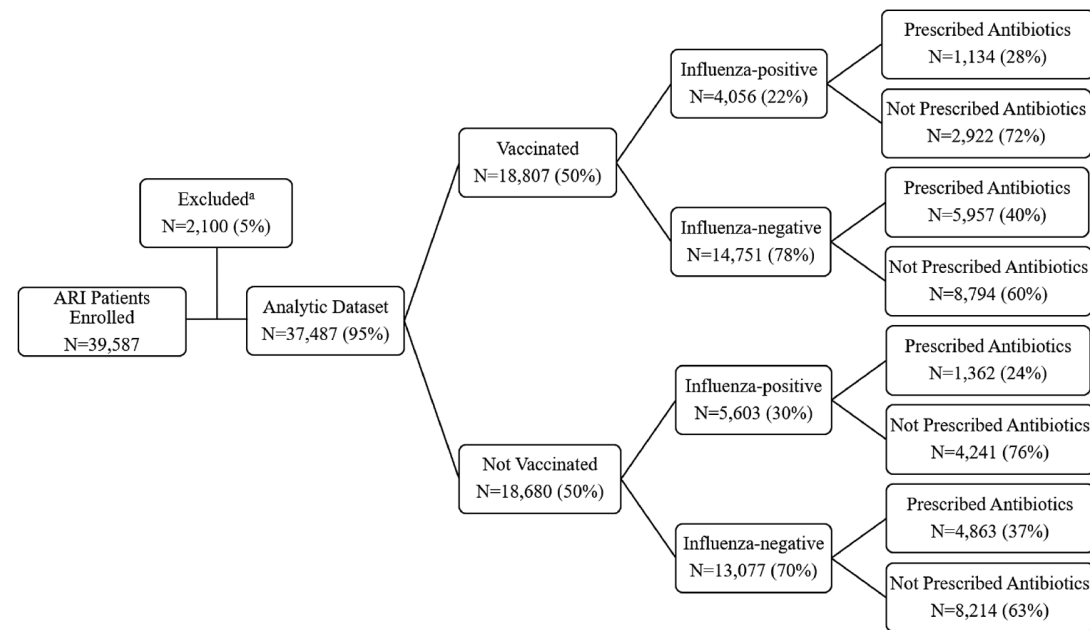 ARI Patients
Enrolled
N=39,587
Excludedᵃ
N=2,100 (5%)
Analytic Dataset
N=37,487 (95%)
Vaccinated
N=18,807 (50%)
Influenza-positive
N=4,056 (22%)
Prescribed Antibiotics
N=1,134 (28%)
Not Prescribed Antibiotics
N=2,922 (72%)
Influenza-negative
N=14,751 (78%)
Prescribed Antibiotics
N=5,957 (40%)
Not Prescribed Antibiotics
N=8,794 (60%)
Not Vaccinated
N=18,680 (50%)
Influenza-positive
N=5,603 (30%)
Prescribed Antibiotics
N=1,362 (24%)
Not Prescribed Antibiotics
N=4,241 (76%)
Influenza-negative
N=13,077 (70%)
Prescribed Antibiotics
N=4,863 (37%)
Not Prescribed Antibiotics
N=8,214 (63%)